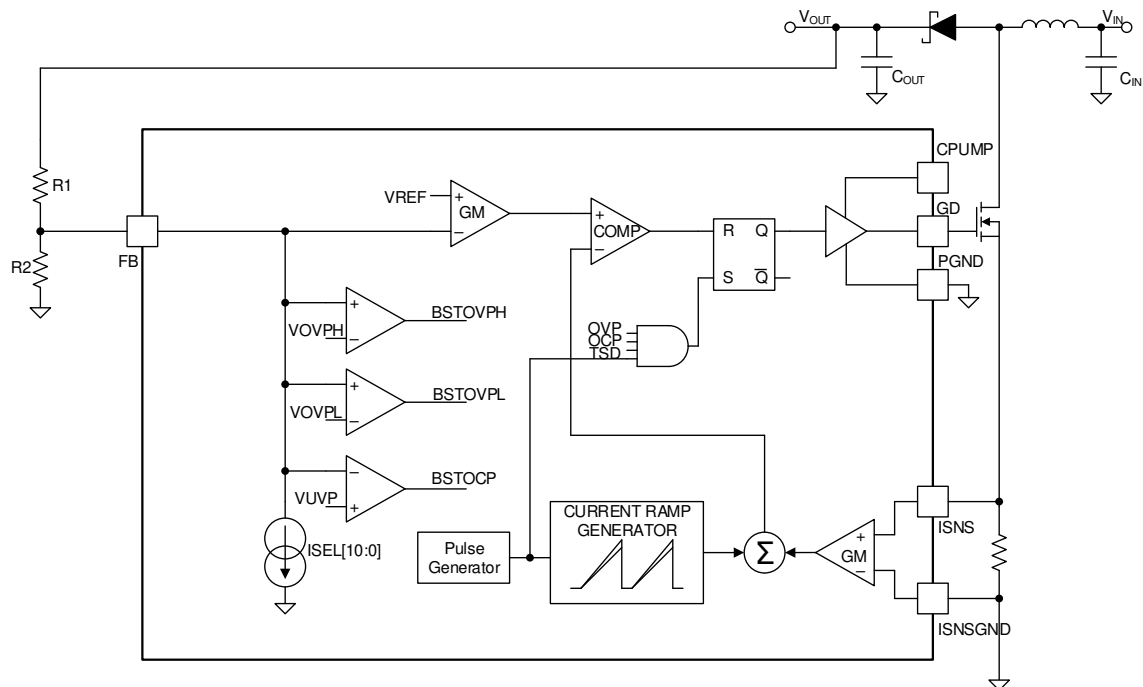 VOUT
VIN
COUT
CIN
R1
R2
FB
VREF
+
−
GM
+
−
COMP
R
Q
S
Q
CPUMP
GD
PGND
+
VOVPH
−
BSTOVPH
OVP
OCP
TSD
+
VOVPL
−
BSTOVPL
−
VUVP
+
BSTOCP
ISEL[10:0]
Pulse
Generator
CURRENT RAMP
GENERATOR
Σ
+
GM
−
ISNS
ISNSGND